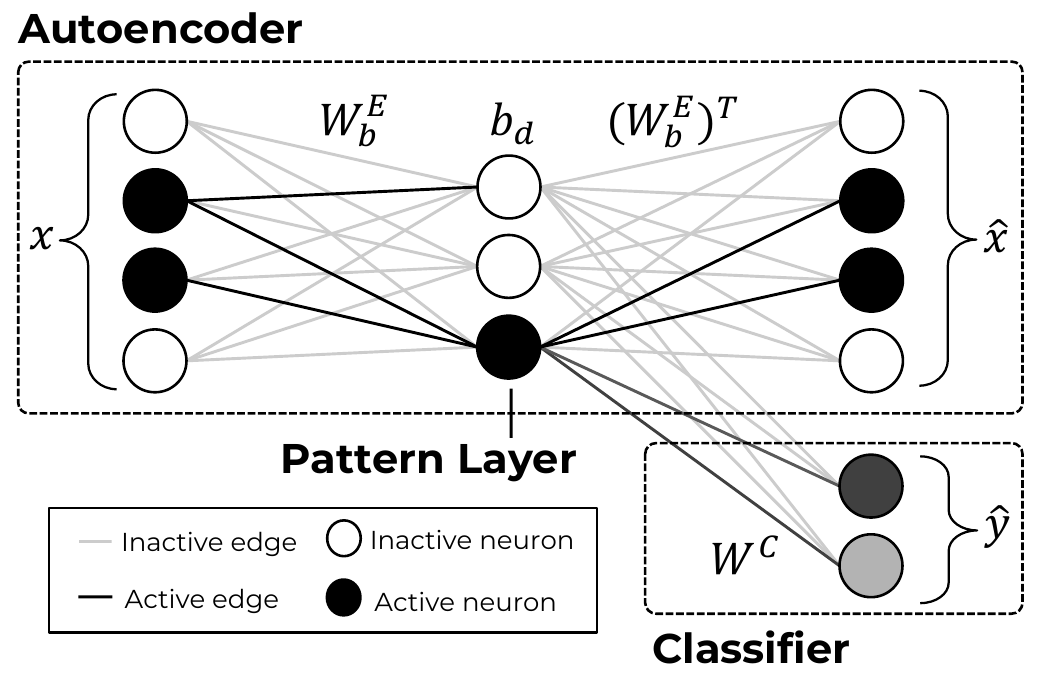 Autoencoder
$W_b^E$
$b_d$
$(W_b^E)^T$
$x$
$\hat{x}$
Pattern Layer
Inactive edge
Inactive neuron
Active edge
Active neuron
$W^C$
$\hat{y}$
Classifier